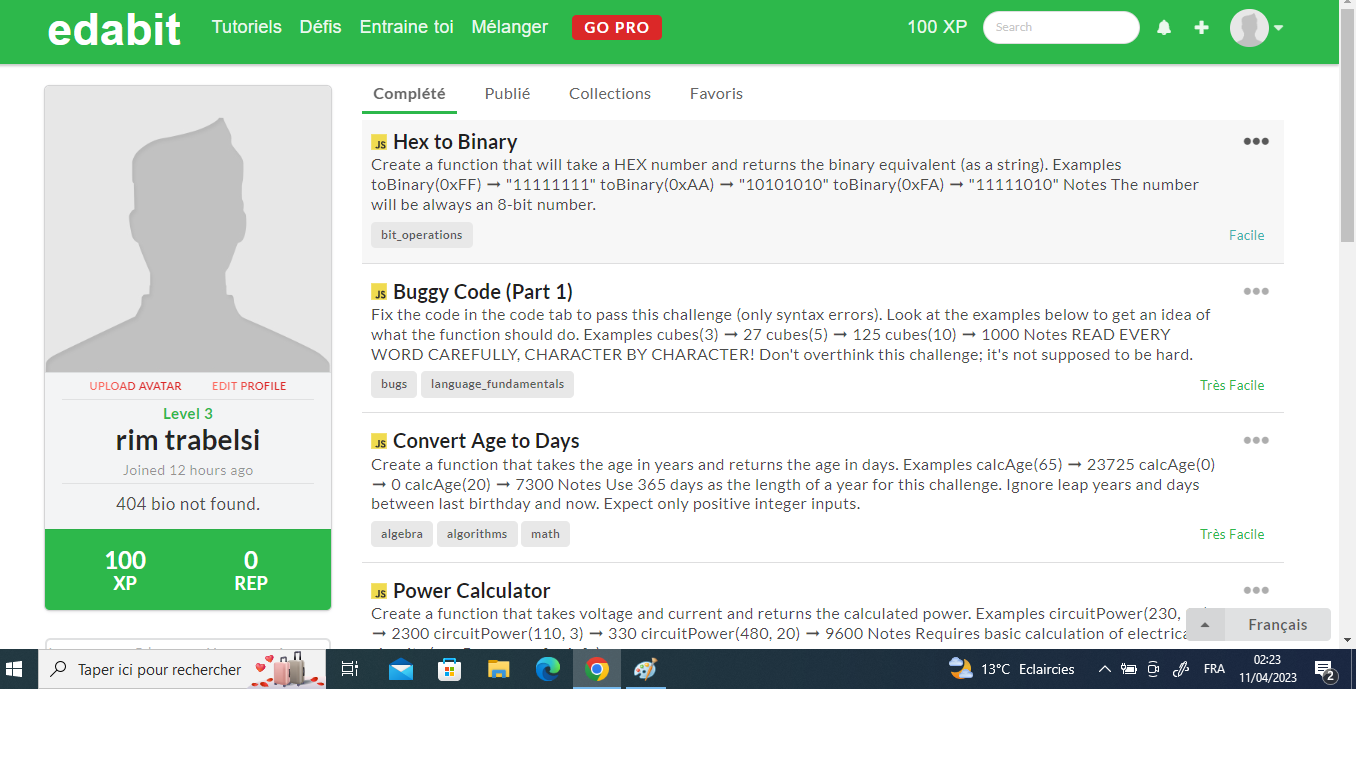 edabit
Tutoriels Défis Entraine toi Mélanger GO PRO 100 XP Search
UPLOAD AVATAR EDIT PROFILE
Level 3
rim trabelsi
Joined 12 hours ago
404 bio not found.
100 0
XP REP
Complété Publié Collections Favoris
JS Hex to Binary
Create a function that will take a HEX number and returns the binary equivalent (as a string). Examples
toBinary(0xFF) ➞ "11111111" toBinary(0xAA) ➞ "10101010" toBinary(0xFA) ➞ "11111010" Notes The number
will be always an 8-bit number.
bit_operations Facile
JS Buggy Code (Part 1)
Fix the code in the code tab to pass this challenge (only syntax errors). Look at the examples below to get an idea of
what the function should do. Examples cubes(3) ➞ 27 cubes(5) ➞ 125 cubes(10) ➞ 1000 Notes READ EVERY
WORD CAREFULLY, CHARACTER BY CHARACTER! Don't overthink this challenge; it's not supposed to be hard.
bugs language_fundamentals Très Facile
JS Convert Age to Days
Create a function that takes the age in years and returns the age in days. Examples calcAge(65) ➞ 23725 calcAge(0)
➞ 0 calcAge(20) ➞ 7300 Notes Use 365 days as the length of a year for this challenge. Ignore leap years and days
between last birthday and now. Expect only positive integer inputs.
algebra algorithms math Très Facile
JS Power Calculator
Create a function that takes voltage and current and returns the calculated power. Examples circuitPower(230,
➞ 2300 circuitPower(110, 3) ➞ 330 circuitPower(480, 20) ➞ 9600 Notes Requires basic calculation of electrica
Français
Taper ici pour rechercher 13°C Eclaircies FRA 02:23
11/04/2023 2